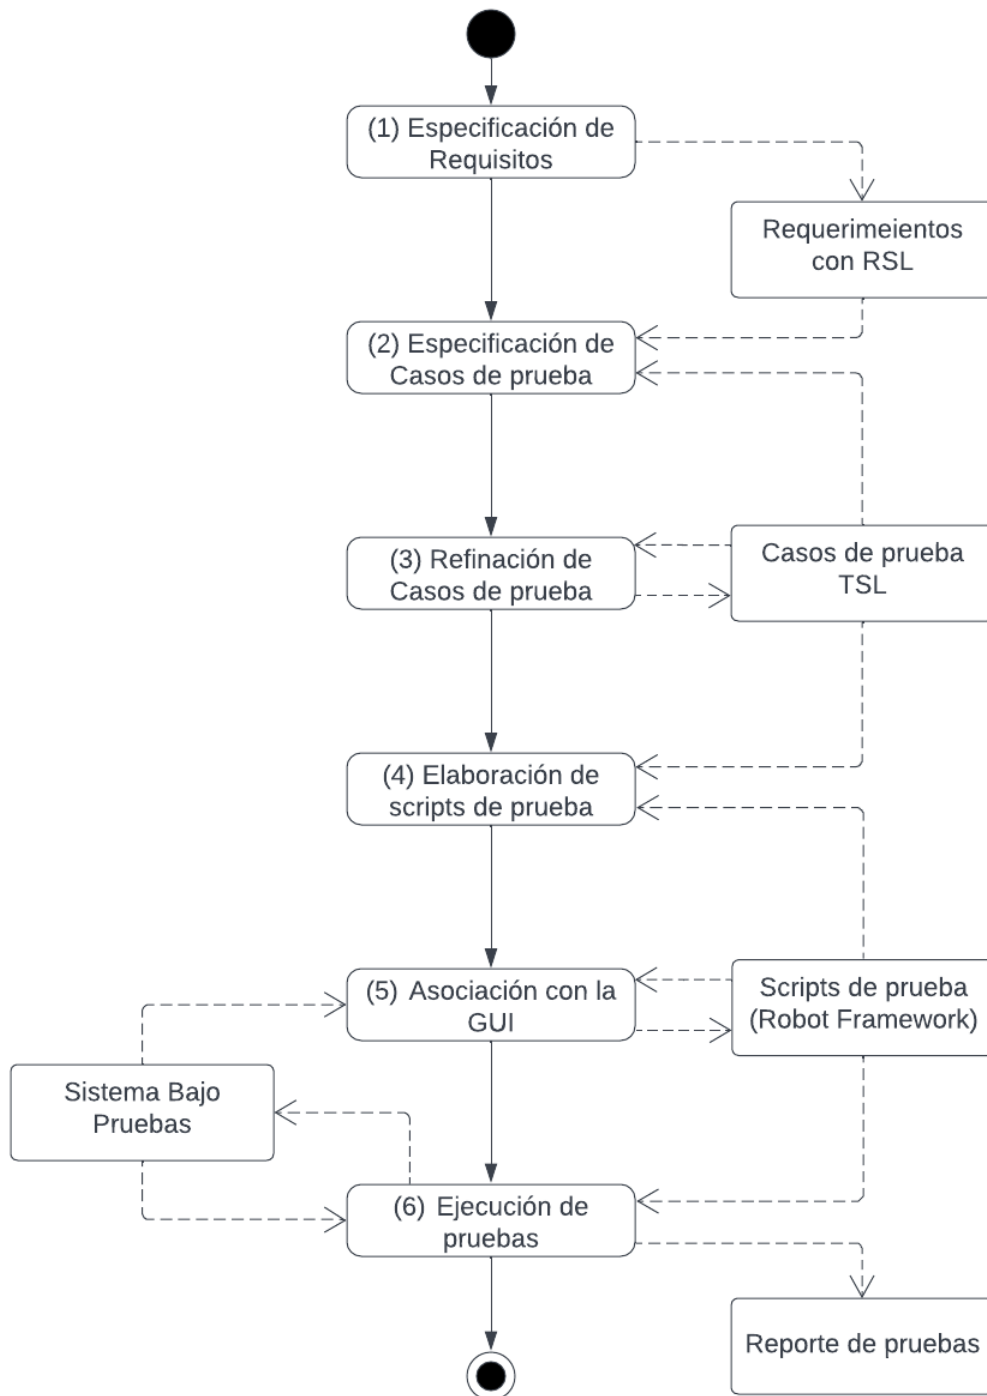 (1) Especificación de
Requisitos
Requerimeientos
con RSL
(2) Especificación de
Casos de prueba
(3) Refinación de
Casos de prueba
Casos de prueba
TSL
(4) Elaboración de
scripts de prueba
(5) Asociación con la
GUI
Scripts de prueba
(Robot Framework)
Sistema Bajo
Pruebas
(6) Ejecución de
pruebas
Reporte de pruebas